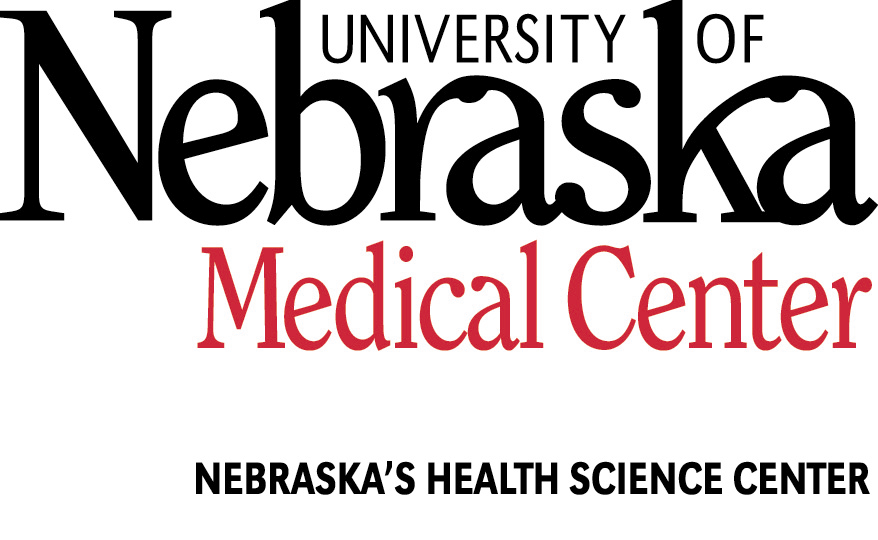 UNIVERSITY OF
Nebraska
Medical Center
NEBRASKA’S HEALTH SCIENCE CENTER